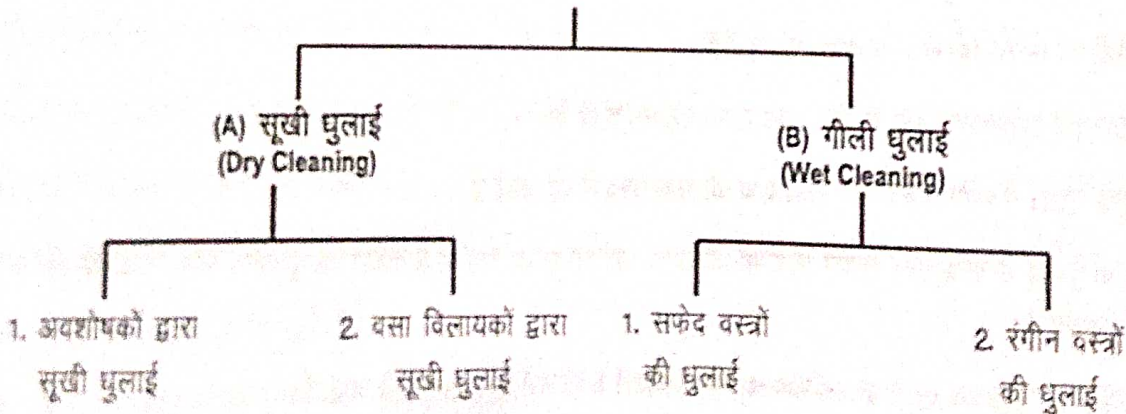 (A) सूखी धुलाई
(Dry Cleaning)
(B) गीली धुलाई
(Wet Cleaning)
1. अवशोषकों द्वारा
सूखी धुलाई
2. वसा विलायकों द्वारा
सूखी धुलाई
1. सफेद वस्त्रों
की धुलाई
2. रंगीन वस्त्रों
की धुलाई